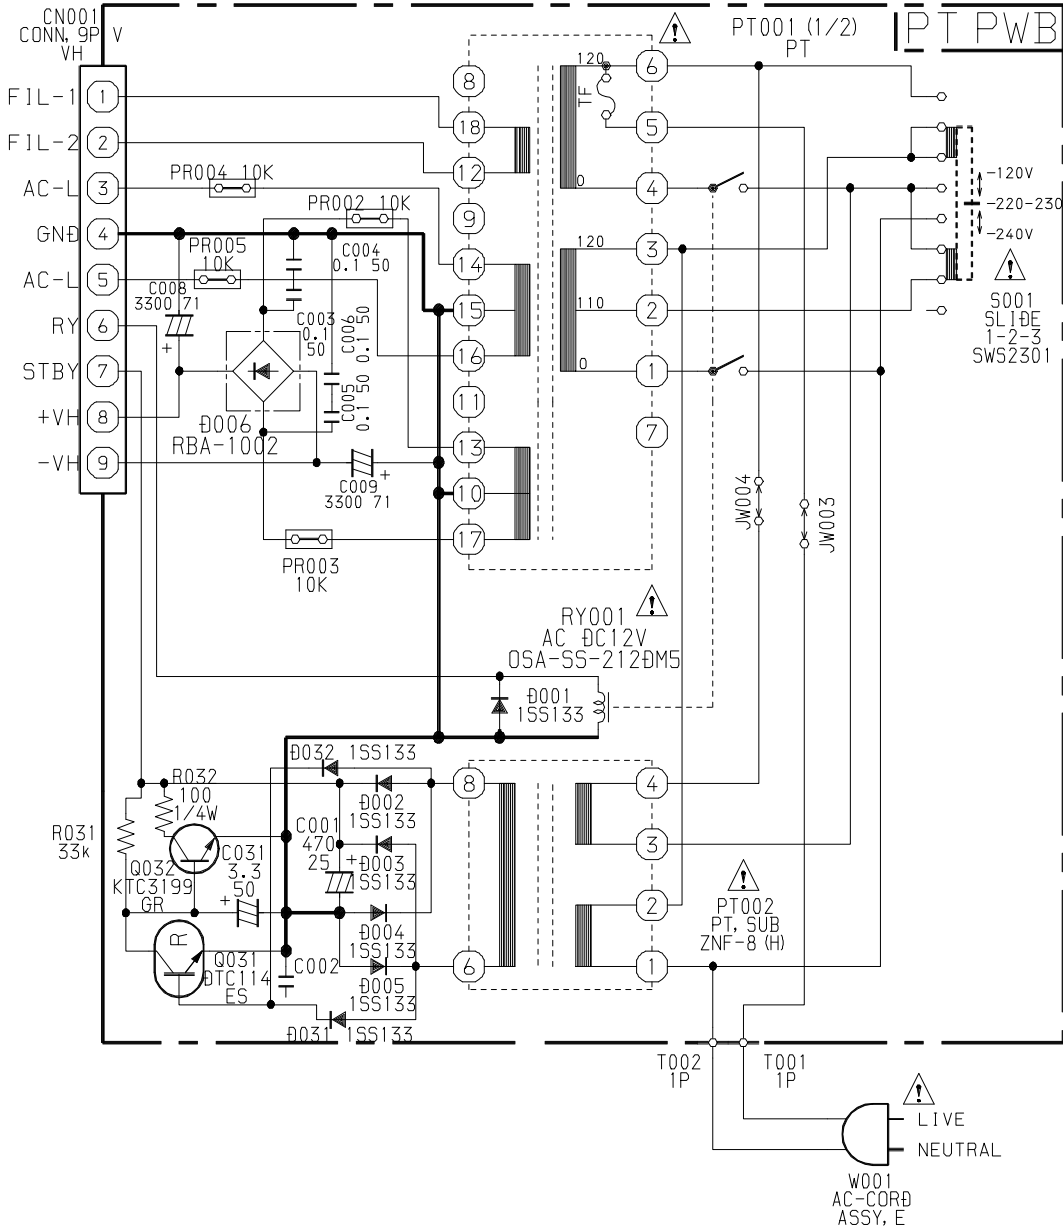 CN001
CONN, 9P V
VH
PT001 (1/2)
PT
PT PWB
FIL-1 1
FIL-2 2
AC-L 3
GND 4
AC-L 5
RY 6
STBY 7
+VH 8
-VH 9
8
18
12
9
14
15
16
11
13
10
17
120
TF
0
120
110
0
6
5
4
3
2
1
7
PR004 10K
PR002 10K
PR005
10K
C004
0.1 50
C008
3300 71
+
C003
0.1
50
C006
0.1 50
C005
0.1 50
D006
RBA-1002
C009
3300 71
+
PR003
10K
-120V
-220-230
-240V
!
S001
SLIDE
1-2-3
SWS2301
!
JW004
JW003
!
RY001
AC DC12V
OSA-SS-212DM5
D001
1SS133
D032 1SS133
R032
100
1/4W
D002
1SS133
C001
470
25
+
D003
SS133
R031
33k
Q032
KTC3199
GR
C031
3.3
50
+
D004
1SS133
R
Q031
DTC114
ES
C002
D005
1SS133
D031 1SS133
8
6
4
3
2
1
!
PT002
PT, SUB
ZNF-8 (H)
T002
1P
T001
1P
!
LIVE
NEUTRAL
W001
AC-CORD
ASSY, E